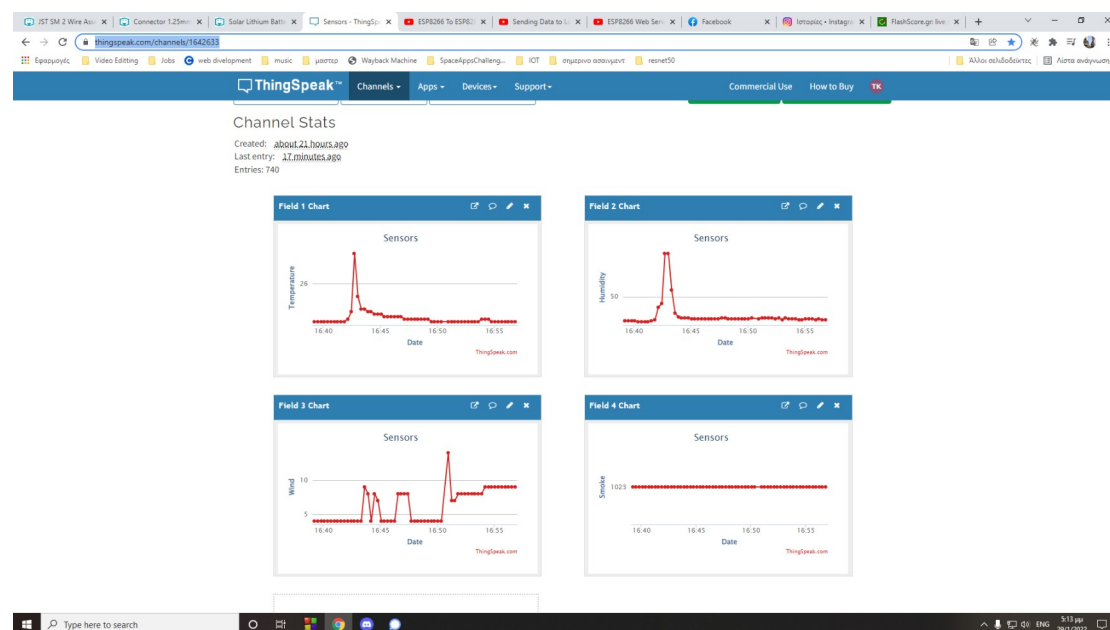 JST SM 2 Wire Ass
Connector 1.25mm
Solar Lithium Batte
Sensors - ThingSpe
ESP8266 To ESP82
Sending Data to
ESP8266 Web Serv
Facebook
Ιστορίες • Instagr
FlashScore.gr: live
thingspeak.com/channels/1642633
Εφαρμογές
Video Editting
Jobs
web divelopment
music
μαστερ
Wayback Machine
SpaceAppsChalleng...
IOT
σημερινο
resnet50
Άλλοι σελιδοδείκτες
Λίστα ανάγνωση
ThingSpeak™
Channels
Apps
Devices
Support
Commercial Use
How to Buy
TK
Channel Stats
Created: about 21 hours ago
Last entry: 17 minutes ago
Entries: 740
Field 1 Chart
Sensors
Temperature
26
16:40 16:45 16:50 16:55
Date
ThingSpeak.com
Field 2 Chart
Sensors
Humidity
50
16:40 16:45 16:50 16:55
Date
ThingSpeak.com
Field 3 Chart
Sensors
Wind
10
5
16:40 16:45 16:50 16:55
Date
ThingSpeak.com
Field 4 Chart
Sensors
Smoke
1023
16:40 16:45 16:50 16:55
Date
ThingSpeak.com
Type here to search
ENG
5:13 μμ
29/1/2022